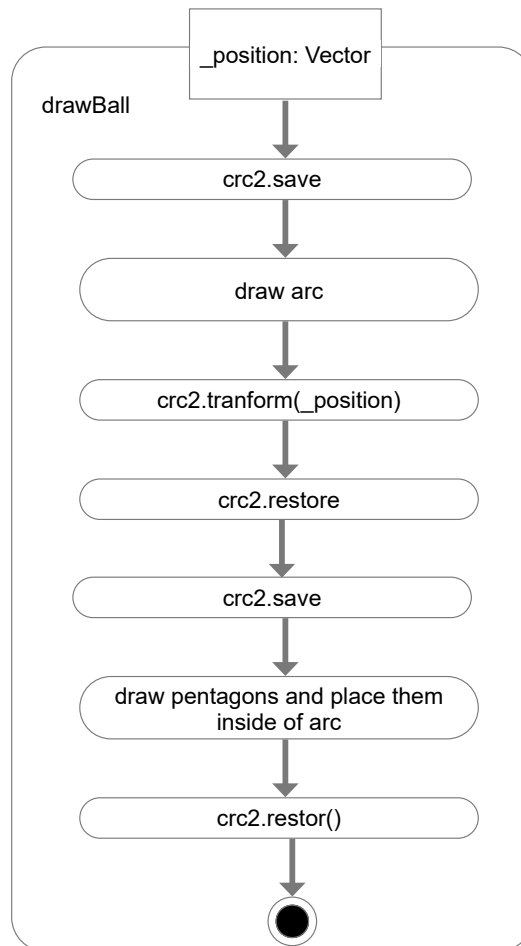 _position: Vector
drawBall
crc2.save
draw arc
crc2.tranform(_position)
crc2.restore
crc2.save
draw pentagons and place them
inside of arc
crc2.restor()